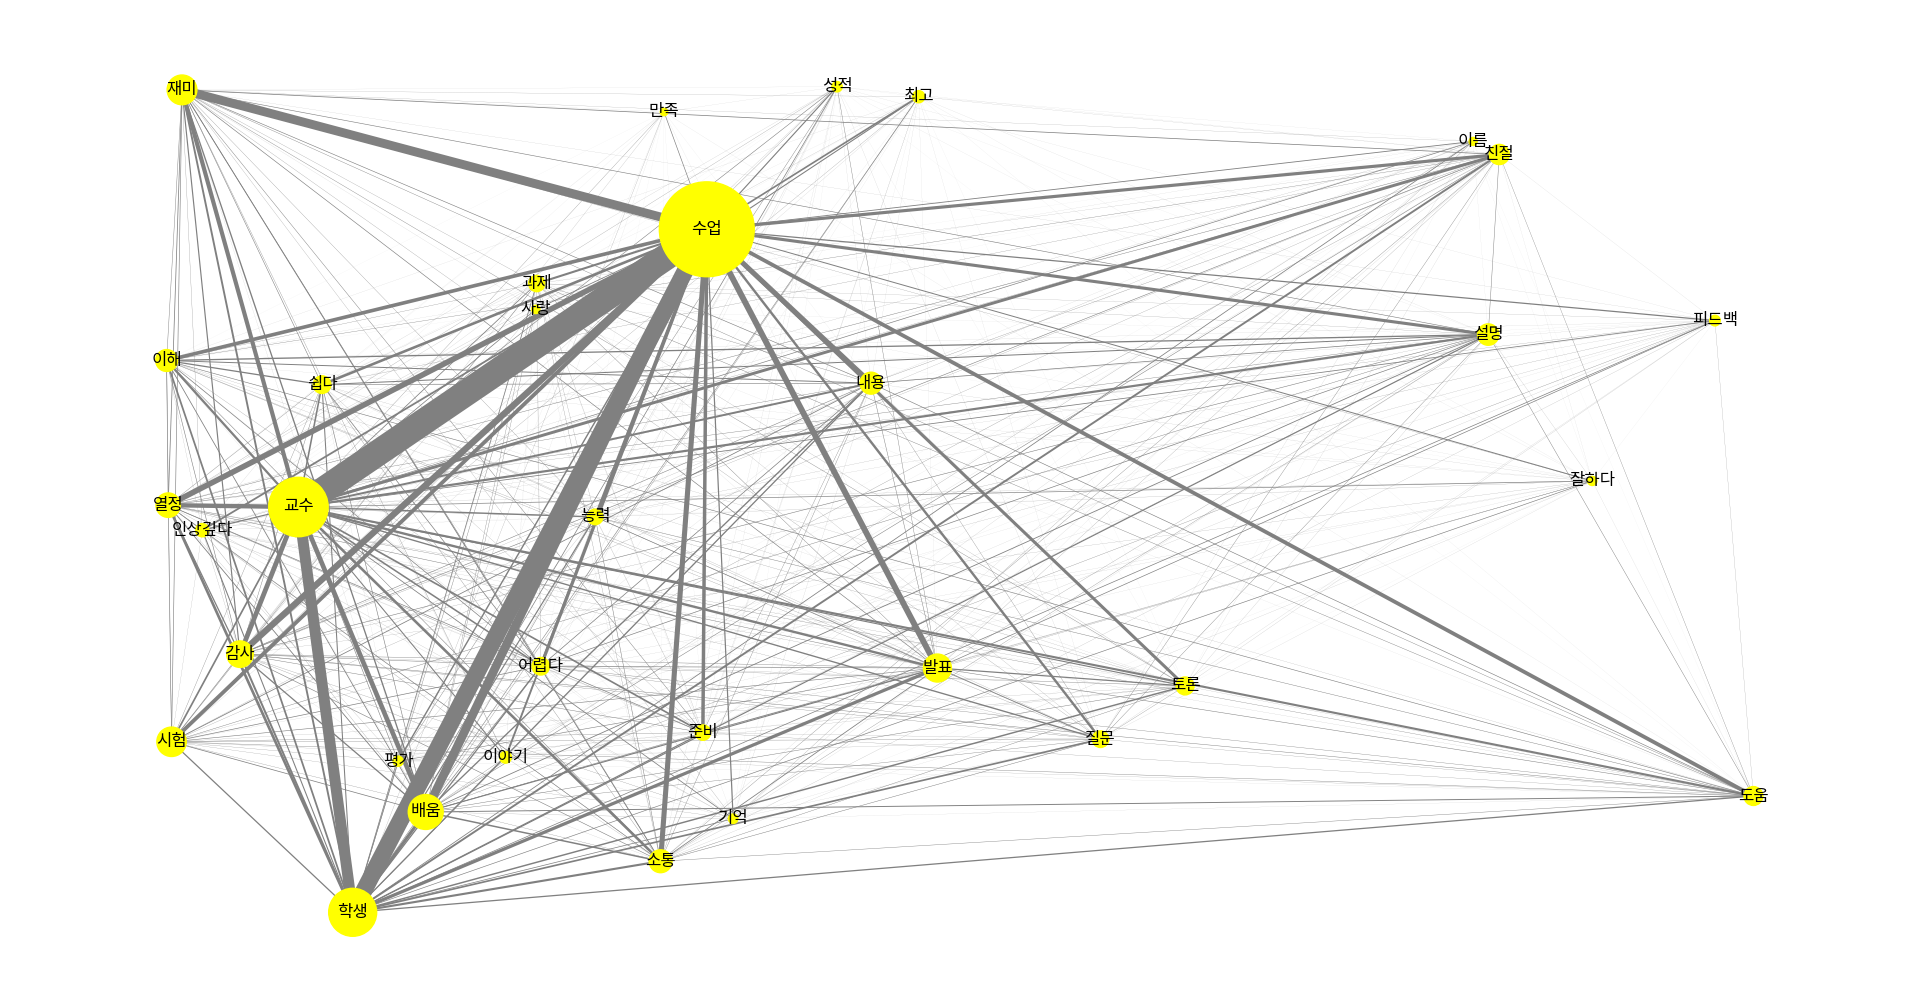 재미
성적
최고
만족
이름
친절
수업
과제
사랑
피드백
설명
이해
쉽다
내용
잘하다
열정
교수
인상깊다
능력
감사
어렵다
발표
토론
시험
준비
질문
평가
이야기
도움
배움
기억
소통
학생